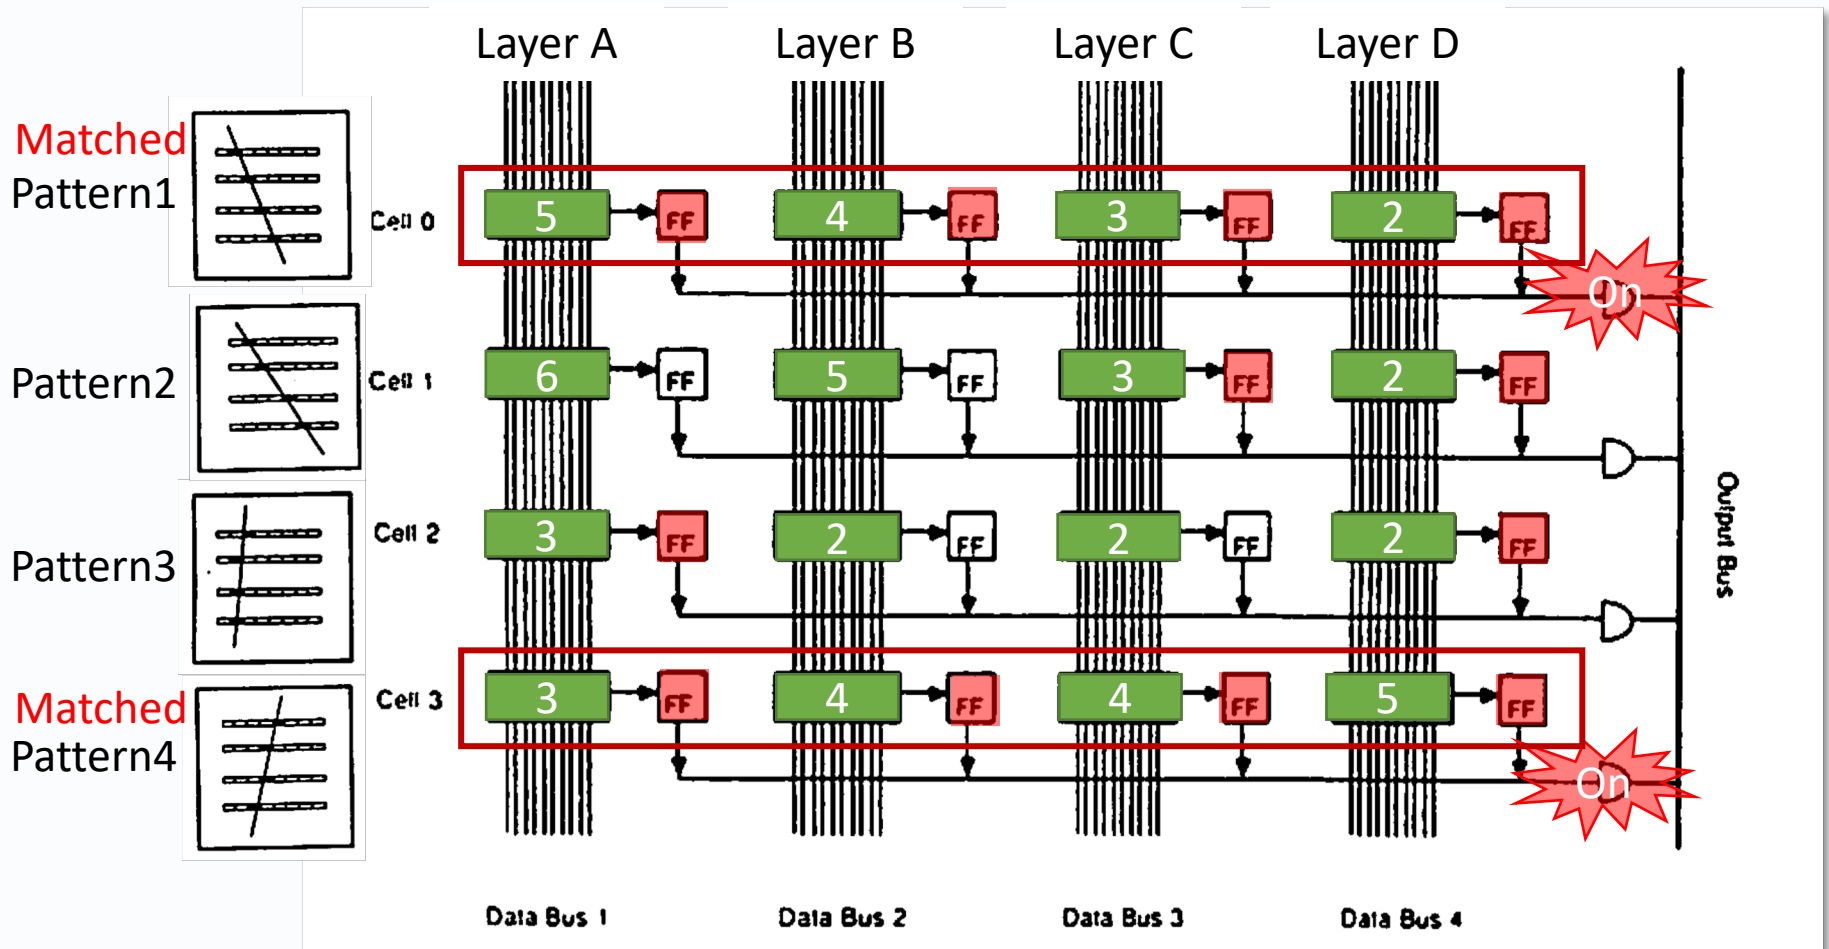 Layer A Layer B Layer C Layer D
Matched
Pattern1
Cell 0 5 FF 4 FF 3 FF 2 FF
On
Pattern2
Cell 1 6 FF 5 FF 3 FF 2 FF
Pattern3
Cell 2 3 FF 2 FF 2 FF 2 FF
Output Bus
Matched
Pattern4
Cell 3 3 FF 4 FF 4 FF 5 FF
On
Data Bus 1 Data Bus 2 Data Bus 3 Data Bus 4